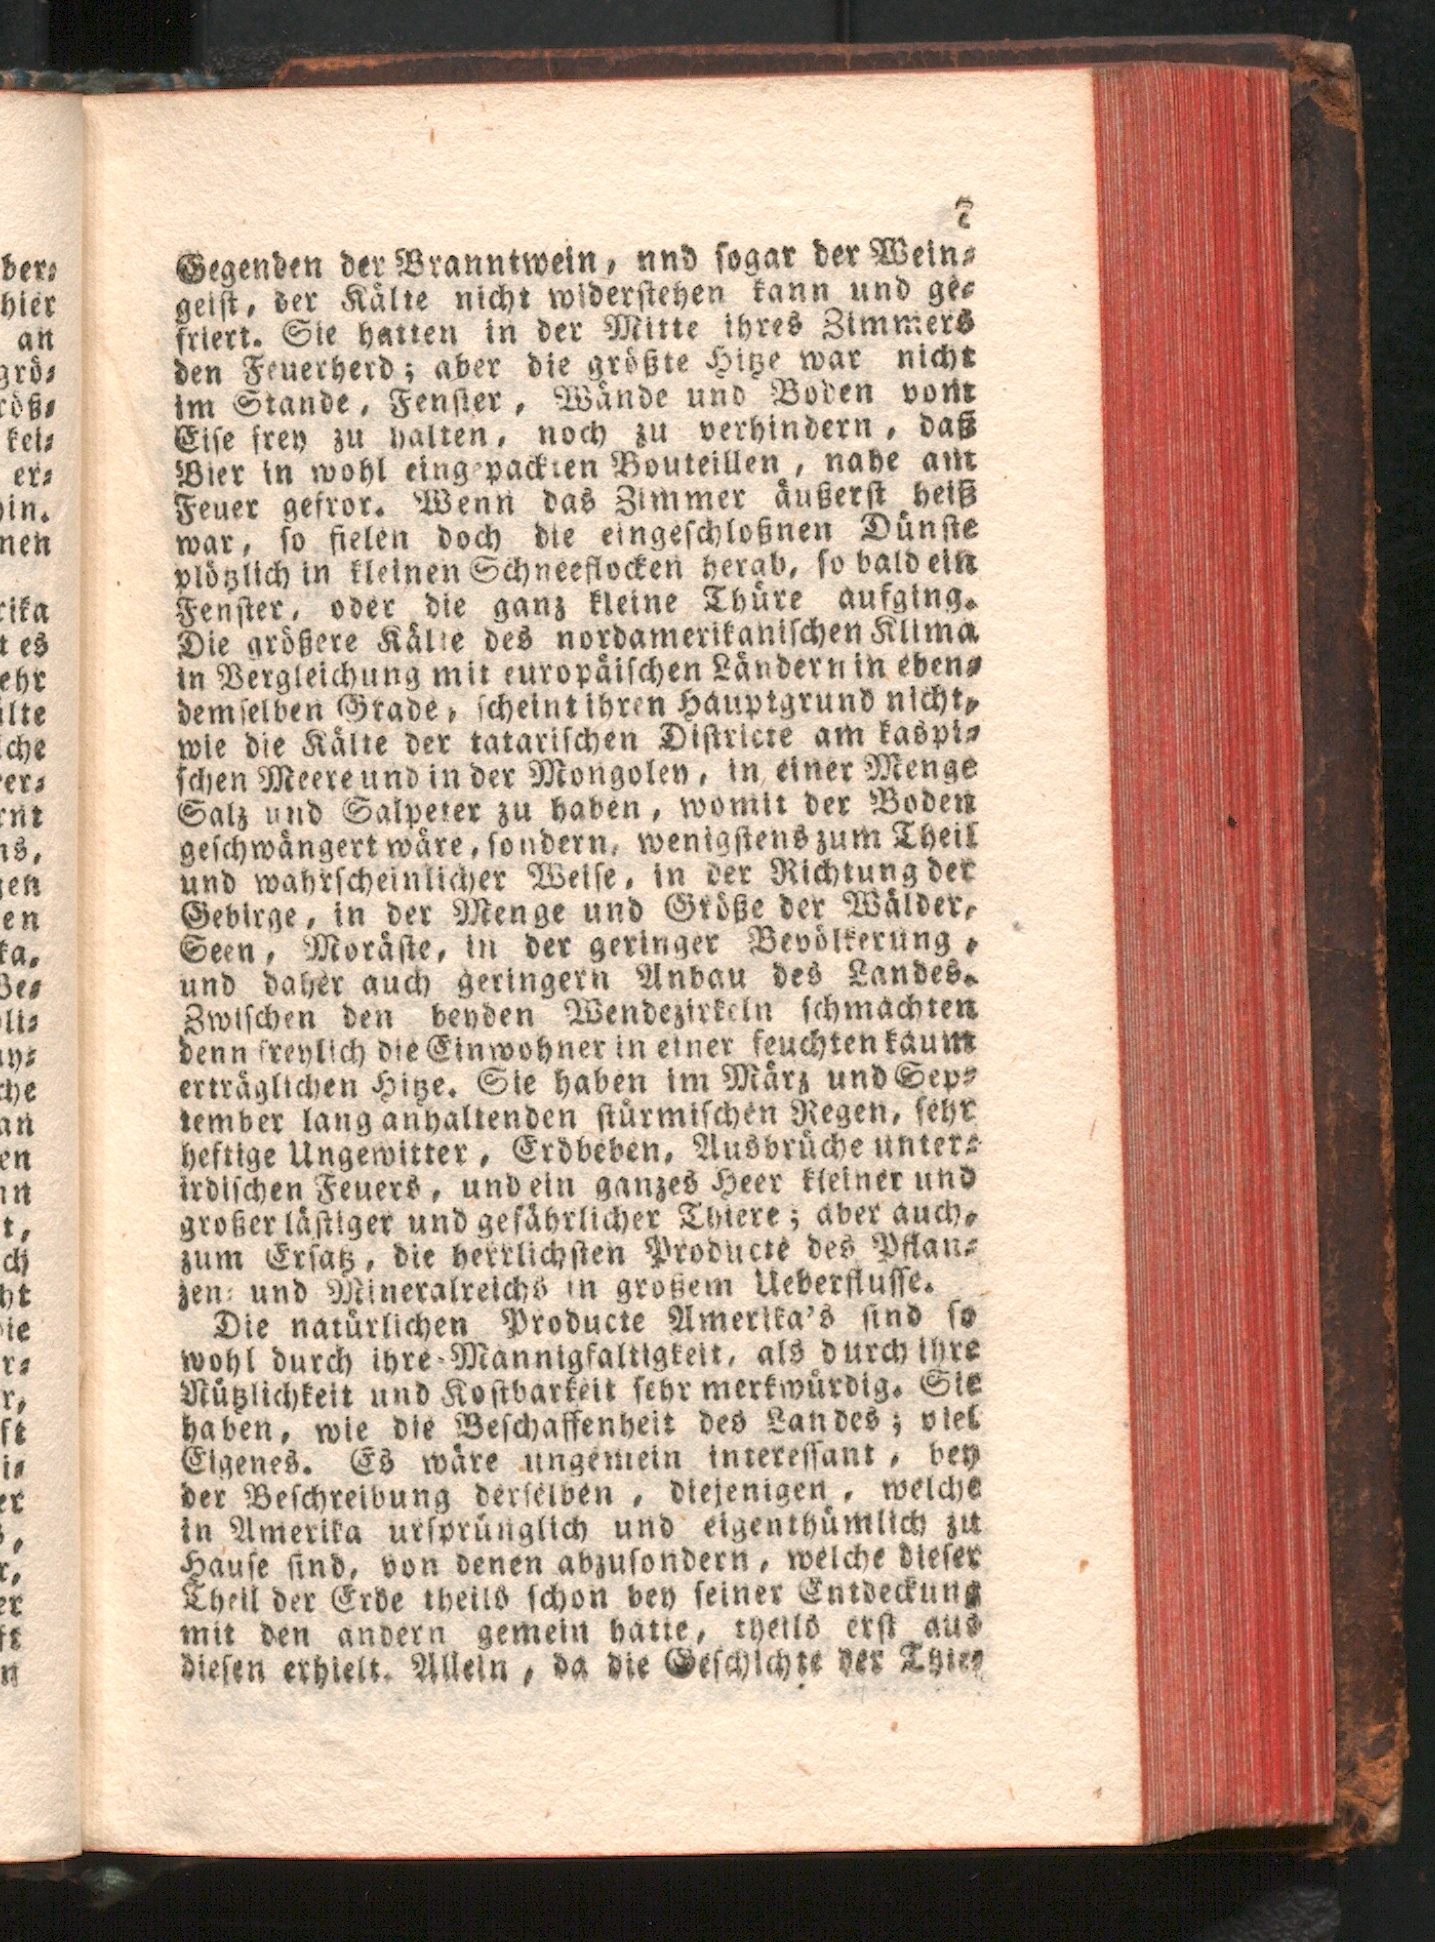 7
Gegenden der Branntwein, nnd sogar der Wein-
geist, der Kälte nicht widerstehen kann und ge-
friert. Sie hatten in der Mitte ihres Zimmers
den Feuerherd; aber die größte Hitze war nicht
im Stande, Fenster, Wände und Boden vom
Eise frey zu halten, noch zu verhindern, daß
Bier in wohl eingepackten Bouteillen, nahe am
Feuer gefror. Wenn das Zimmer äußerst heiß
war, so fielen doch die eingeschloßnen Dünste
plötzlich in kleinen Schneeflocken herab, so bald ein
Fenster, oder die ganz kleine Thüre aufging.
Die größere Kälte des nordamerikanischen Klima
in Vergleichung mit europäischen Ländern in eben-
demselben Grade, scheint ihren Hauptgrund nicht,
wie die Kälte der tatarischen Districte am kaspi-
schen Meere und in der Mongoley, in einer Menge
Salz und Salpeter zu haben, womit der Boden
geschwängert wäre, sondern, wenigstens zum Theil
und wahrscheinlicher Weise, in der Richtung der
Gebirge, in der Menge und Größe der Wälder,
Seen, Moräste, in der geringer Bevölkerung,
und daher auch geringern Anbau des Landes.
Zwischen den beyden Wendezirkeln schmachten
denn freylich die Einwohner in einer feuchten kaum
erträglichen Hitze. Sie haben im März und Sep-
tember lang anhaltenden stürmischen Regen, sehr
heftige Ungewitter, Erdbeben, Ausbrüche unter-
irdischen Feuers, und ein ganzes Heer kleiner und
großer lästiger und gefährlicher Thiere; aber auch,
zum Ersatz, die herrlichsten Producte des Pflan-
zen- und Mineralreichs in großem Ueberflusse.
Die natürlichen Producte Amerika's sind so
wohl durch ihre Mannigfaltigkeit, als durch ihre
Nützlichkeit und Kostbarkeit sehr merkwürdig. Sie
haben, wie die Beschaffenheit des Landes; viel
Eigenes. Es wäre ungemein interessant, bey
der Beschreibung derselben, diejenigen, welche
in Amerika ursprünglich und eigenthümlich zu
Hause sind, von denen abzusondern, welche dieser
Theil der Erde theils schon bey seiner Entdeckung
mit den andern gemein hatte, theils erst aus
diesen erhielt. Allein, da die Geschichte der Thie-